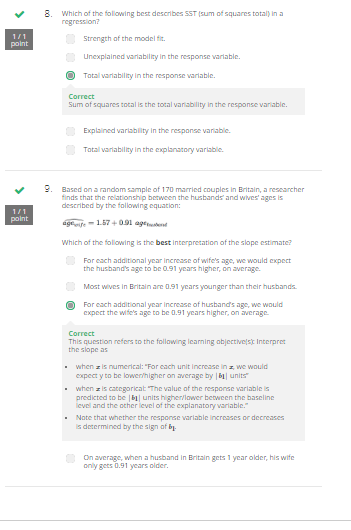 8. Which of the following best describes SST (sum of squares total) in a
regression?
1 / 1
point
Strength of the model fit.
Unexplained variability in the response variable.
Total variability in the response variable.
Correct
Sum of squares total is the total variability in the response variable.
Explained variability in the response variable.
Total variability in the explanatory variable.
9. Based on a random sample of 170 married couples in Britain, a researcher
finds that the relationship between the husbands' and wives' ages is
described by the following equation:
1 / 1
point
age_wife = 1.57 + 0.91 age_husband
Which of the following is the best interpretation of the slope estimate?
For each additional year increase of wife's age, we would expect
the husband's age to be 0.91 years higher, on average.
Most wives in Britain are 0.91 years younger than their husbands.
For each additional year increase of husband's age, we would
expect the wife's age to be 0.91 years higher, on average.
Correct
This question refers to the following learning objective(s): Interpret
the slope as
• when x is numerical: "For each unit increase in x, we would
expect y to be lower/higher on average by |b1| units"
• when x is categorical: "The value of the response variable is
predicted to be |b1| units higher/lower between the baseline
level and the other level of the explanatory variable."
• Note that whether the response variable increases or decreases
is determined by the sign of b1.
On average, when a husband in Britain gets 1 year older, his wife
only gets 0.91 years older.